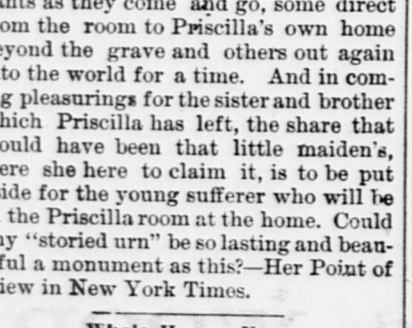 nts as they come and go, some direct
om the room to Priscilla's own home
eyond the grave and others out again
to the world for a time. And in com-
g pleasurings for the sister and brother
hich Priscilla has left, the share that
ould have been that little maiden's,
ere she here to claim it, is to be put
side for the young sufferer who will be
the Priscilla room at the home. Could
ny "storied urn" be so lasting and beau-
ful a monument as this?—Her Point of
iew in New York Times.